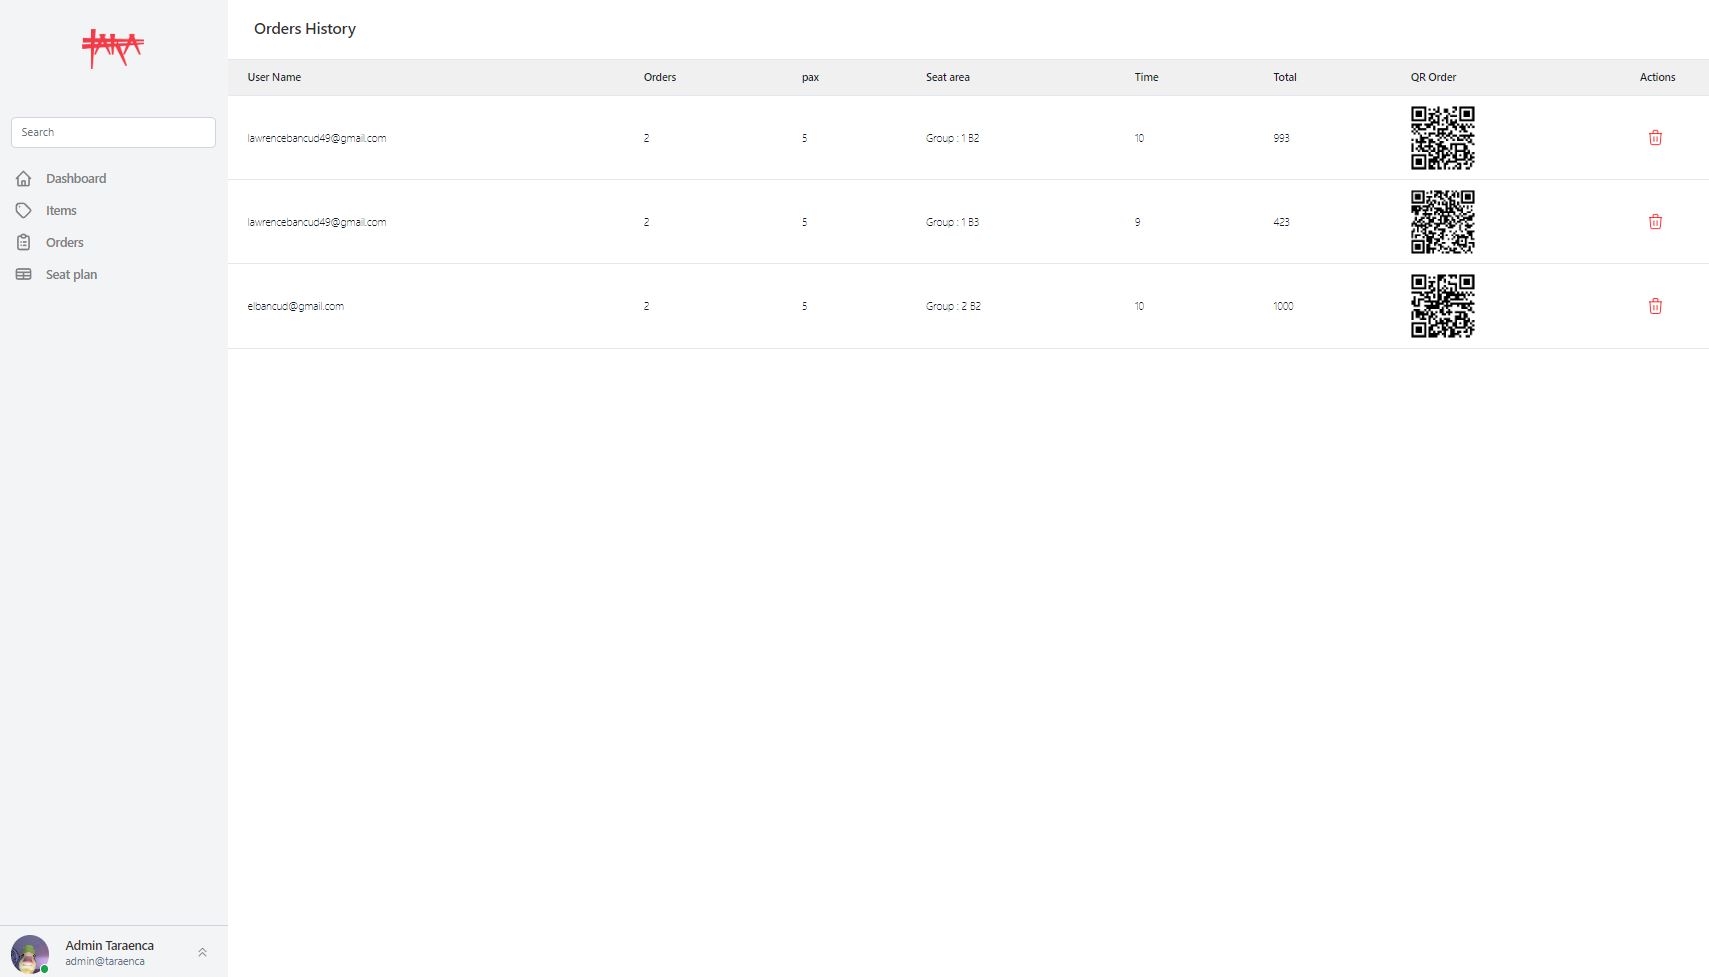 TARA
Orders History
User Name Orders pax Seat area Time Total QR Order Actions
Search
lawrencebancud49@gmail.com 2 5 Group : 1 B2 10 993
Dashboard
Items
lawrencebancud49@gmail.com 2 5 Group : 1 B3 9 423
Orders
Seat plan
elbancud@gmail.com 2 5 Group : 2 B2 10 1000
Admin Taraenca
admin@taraenca